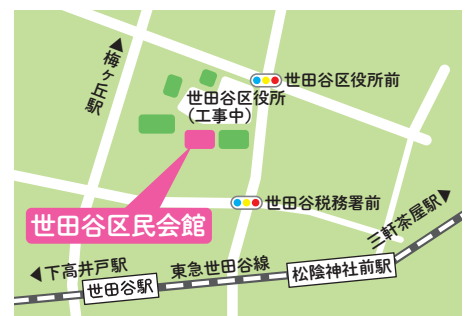 ▲梅ヶ丘駅
世田谷区役所前
世田谷区役所
（工事中）
世田谷税務署前
世田谷区民会館
三軒茶屋駅▶
◀下高井戸駅
東急世田谷線
松陰神社前駅
世田谷駅